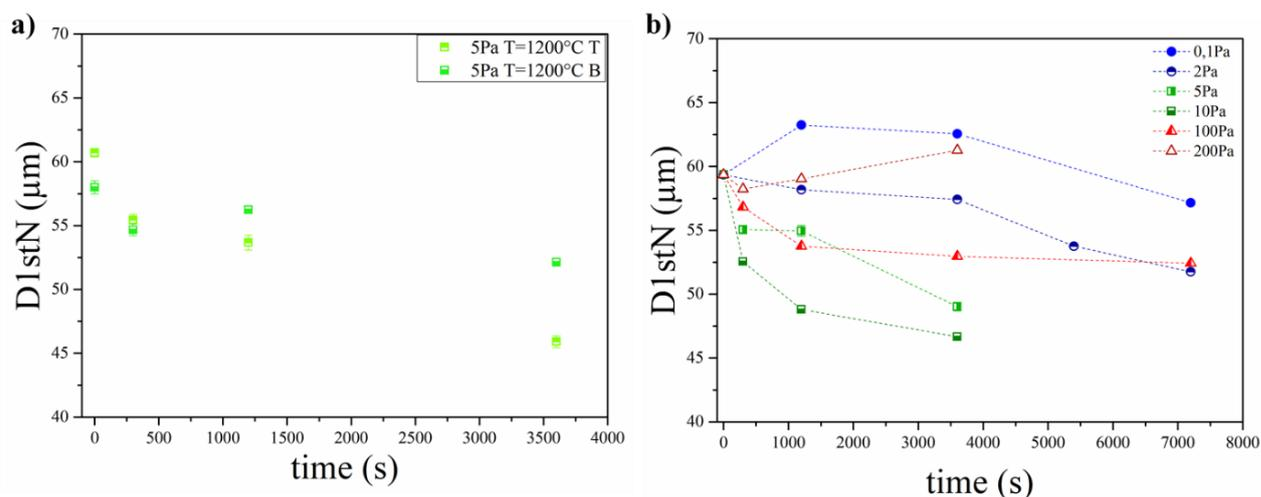 a)
70
65
60
55
50
45
40
D1stN (μm)
5Pa T=1200°C T
5Pa T=1200°C B
0 500 1000 1500 2000 2500 3000 3500 4000
time (s)
b)
70
65
60
55
50
45
40
D1stN (μm)
0,1Pa
2Pa
5Pa
10Pa
100Pa
200Pa
0 1000 2000 3000 4000 5000 6000 7000 8000
time (s)